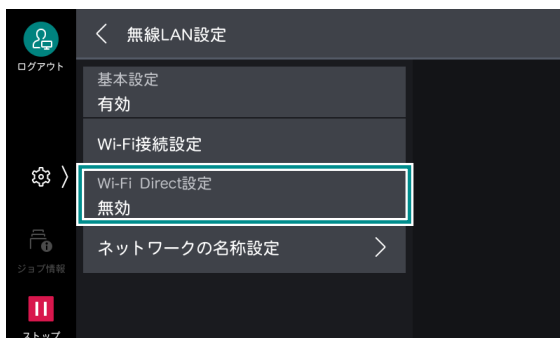 無線LAN設定
ログアウト
基本設定
有効
Wi-Fi接続設定
Wi-Fi Direct設定
無効
ネットワークの名称設定
ジョブ情報
ストップ